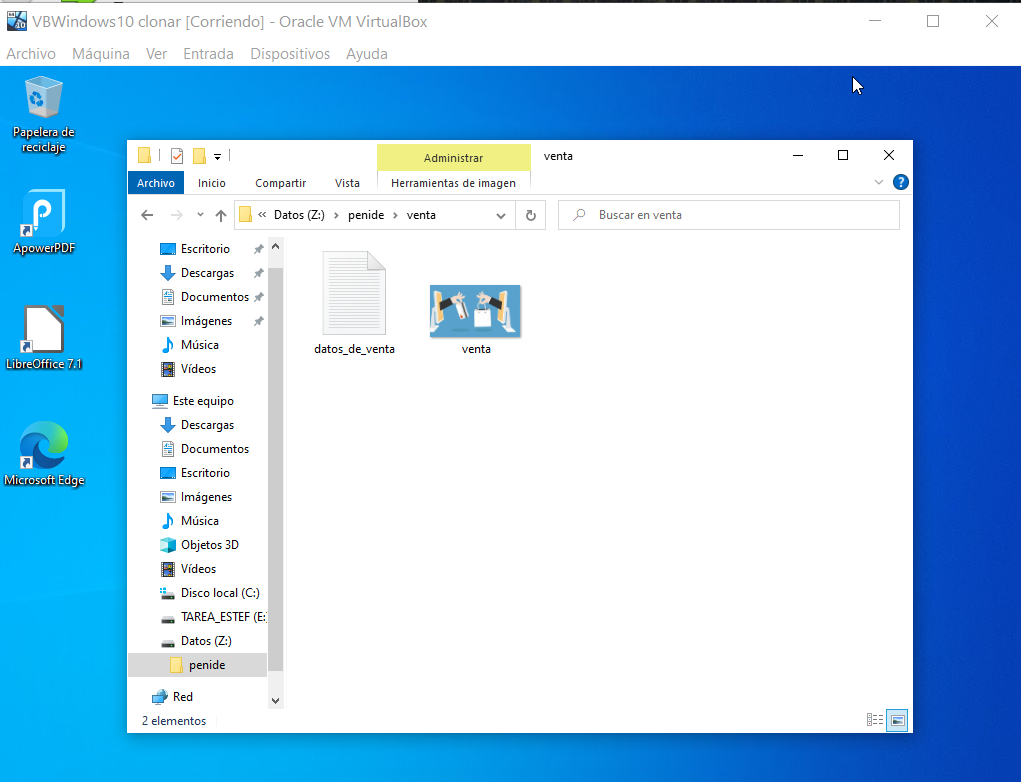 VBWindows10 clonar [Corriendo] - Oracle VM VirtualBox
Archivo Máquina Ver Entrada Dispositivos Ayuda
Papelera de
reciclaje
ApowerPDF
LibreOffice 7.1
Microsoft Edge
Administrar
venta
Archivo Inicio Compartir Vista Herramientas de imagen
« Datos (Z:) › penide › venta
Buscar en venta
Escritorio
Descargas
Documentos
Imágenes
Música
Vídeos
Este equipo
Descargas
Documentos
Escritorio
Imágenes
Música
Objetos 3D
Vídeos
Disco local (C:)
TAREA_ESTEF (E:)
Datos (Z:)
penide
Red
datos_de_venta
venta
2 elementos